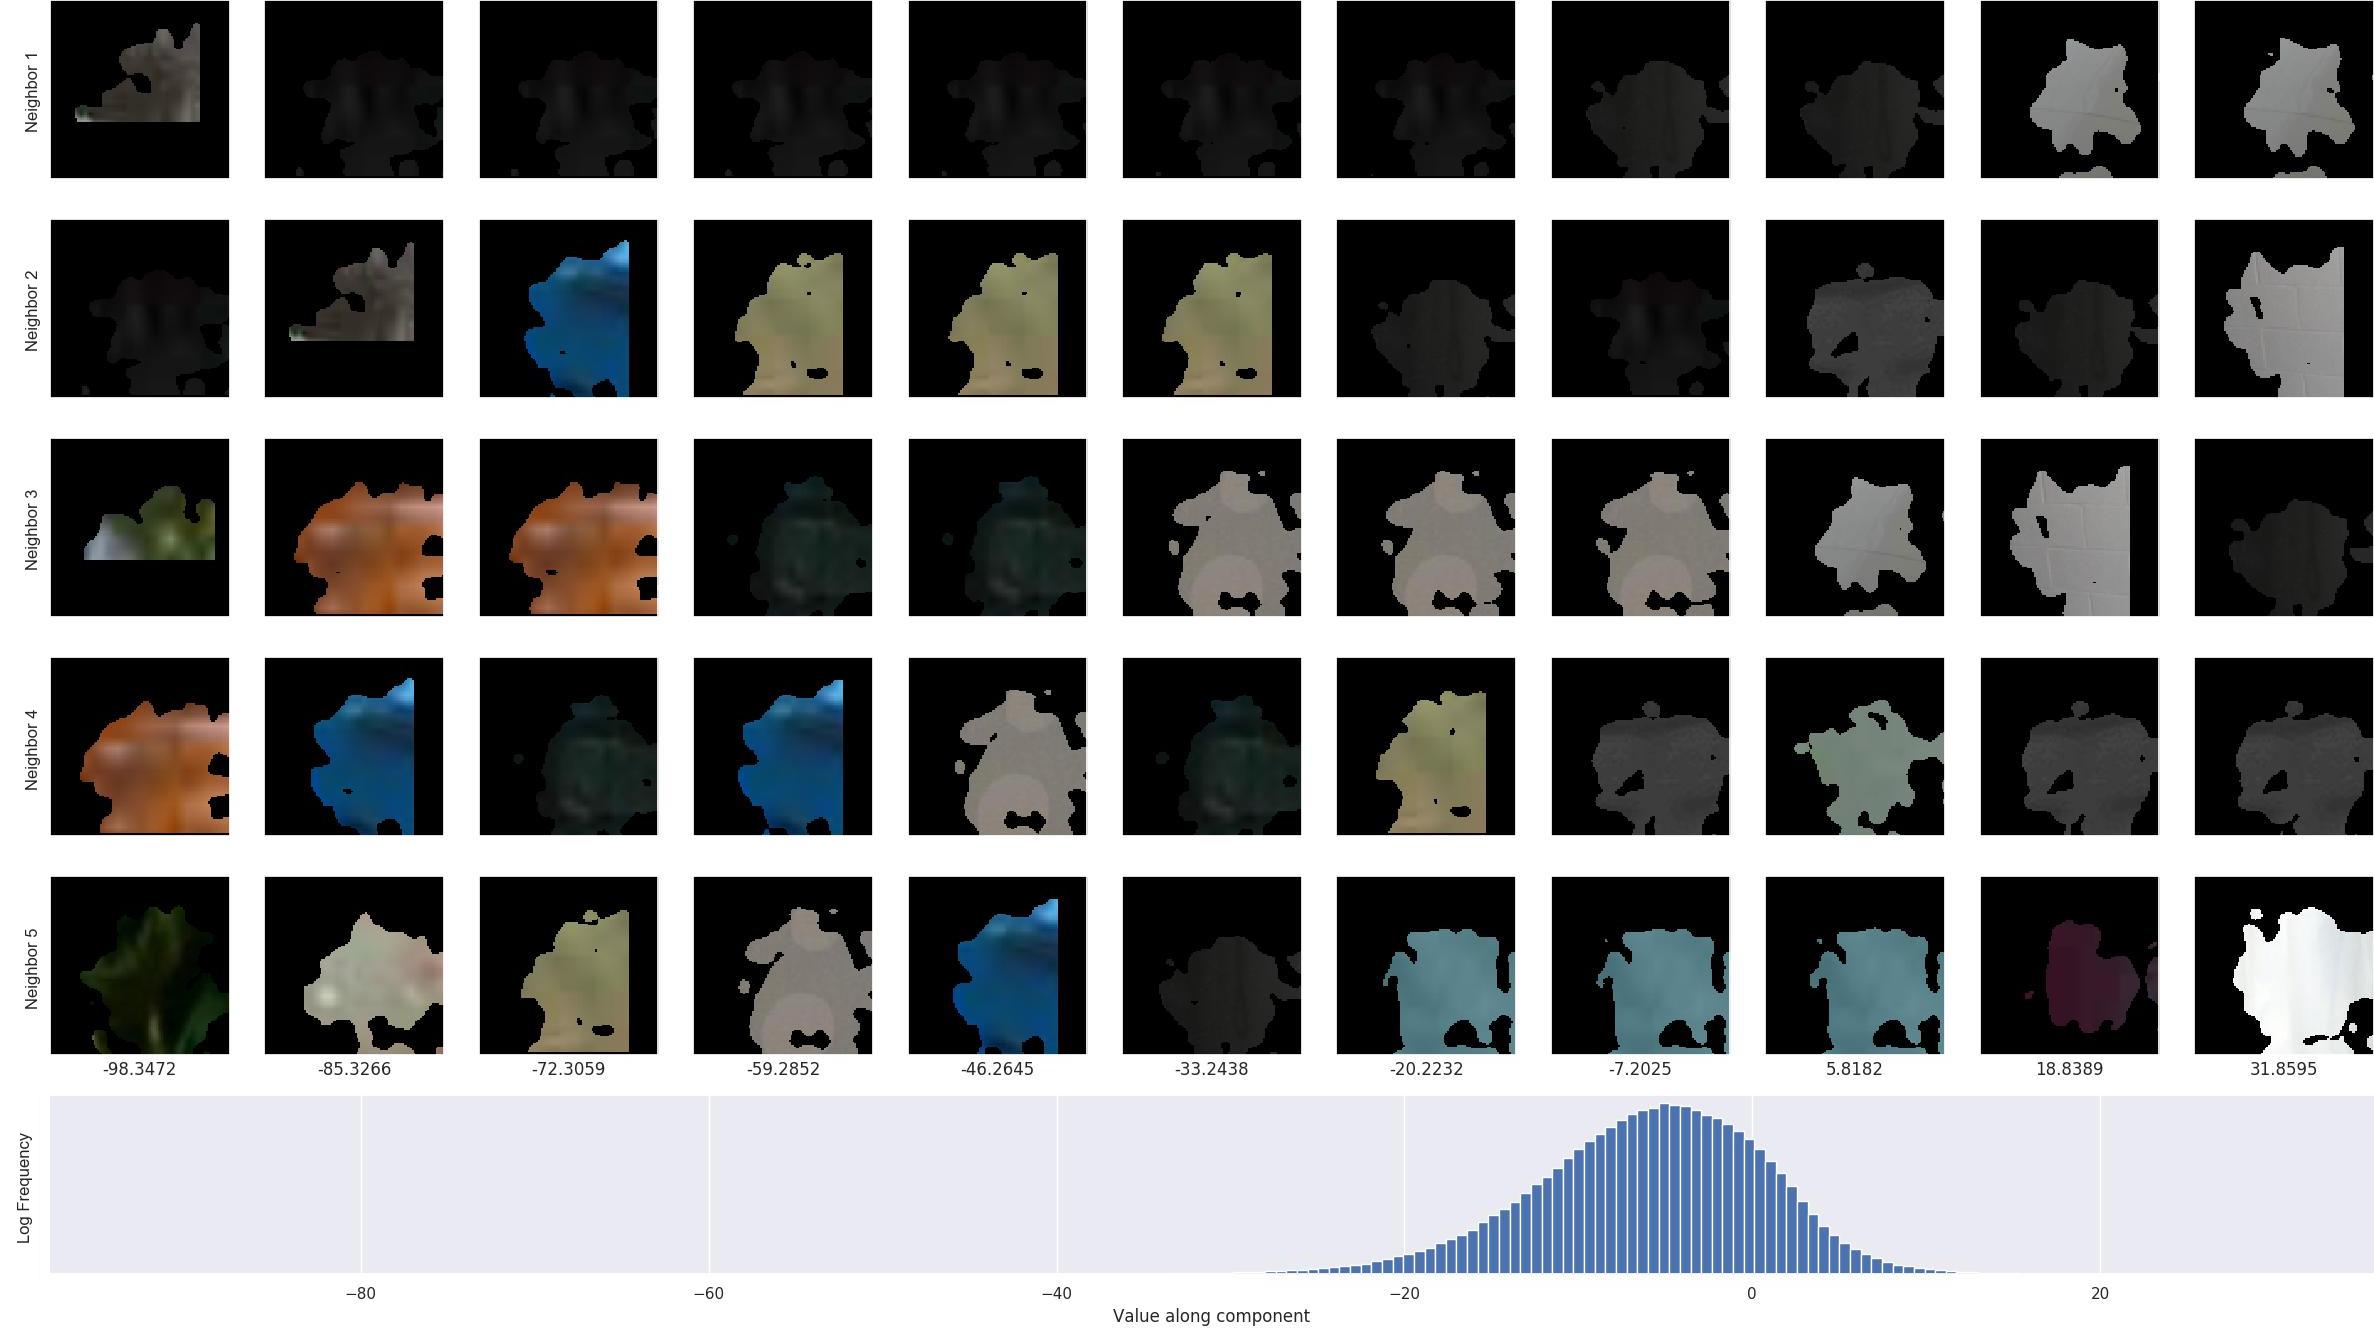 Neighbor 1
Neighbor 2
Neighbor 3
Neighbor 4
Neighbor 5
-98.3472 -85.3266 -72.3059 -59.2852 -46.2645 -33.2438 -20.2232 -7.2025 5.8182 18.8389 31.8595
Log Frequency
−80 −60 −40 −20 0 20
Value along component